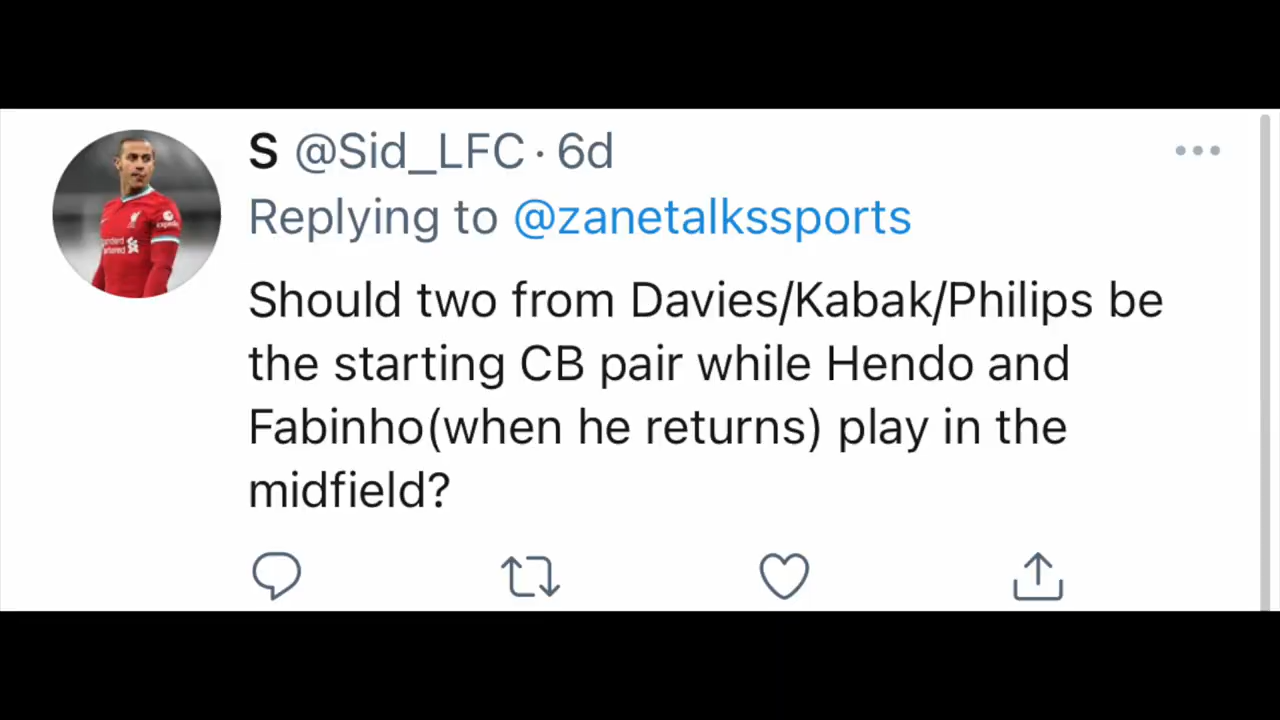 S @Sid_LFC · 6d
Replying to @zanetalkssports
Should two from Davies/Kabak/Philips be
the starting CB pair while Hendo and
Fabinho(when he returns) play in the
midfield?